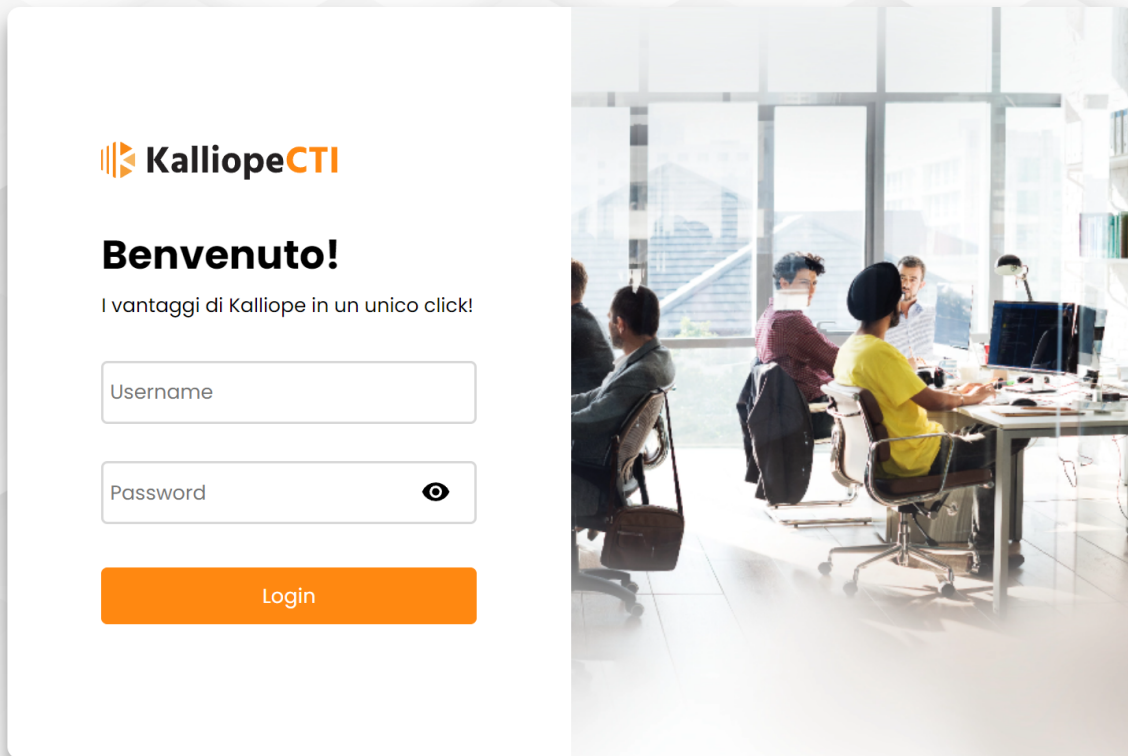 KalliopeCTI
Benvenuto!
I vantaggi di Kalliope in un unico click!
Username
Password
Login